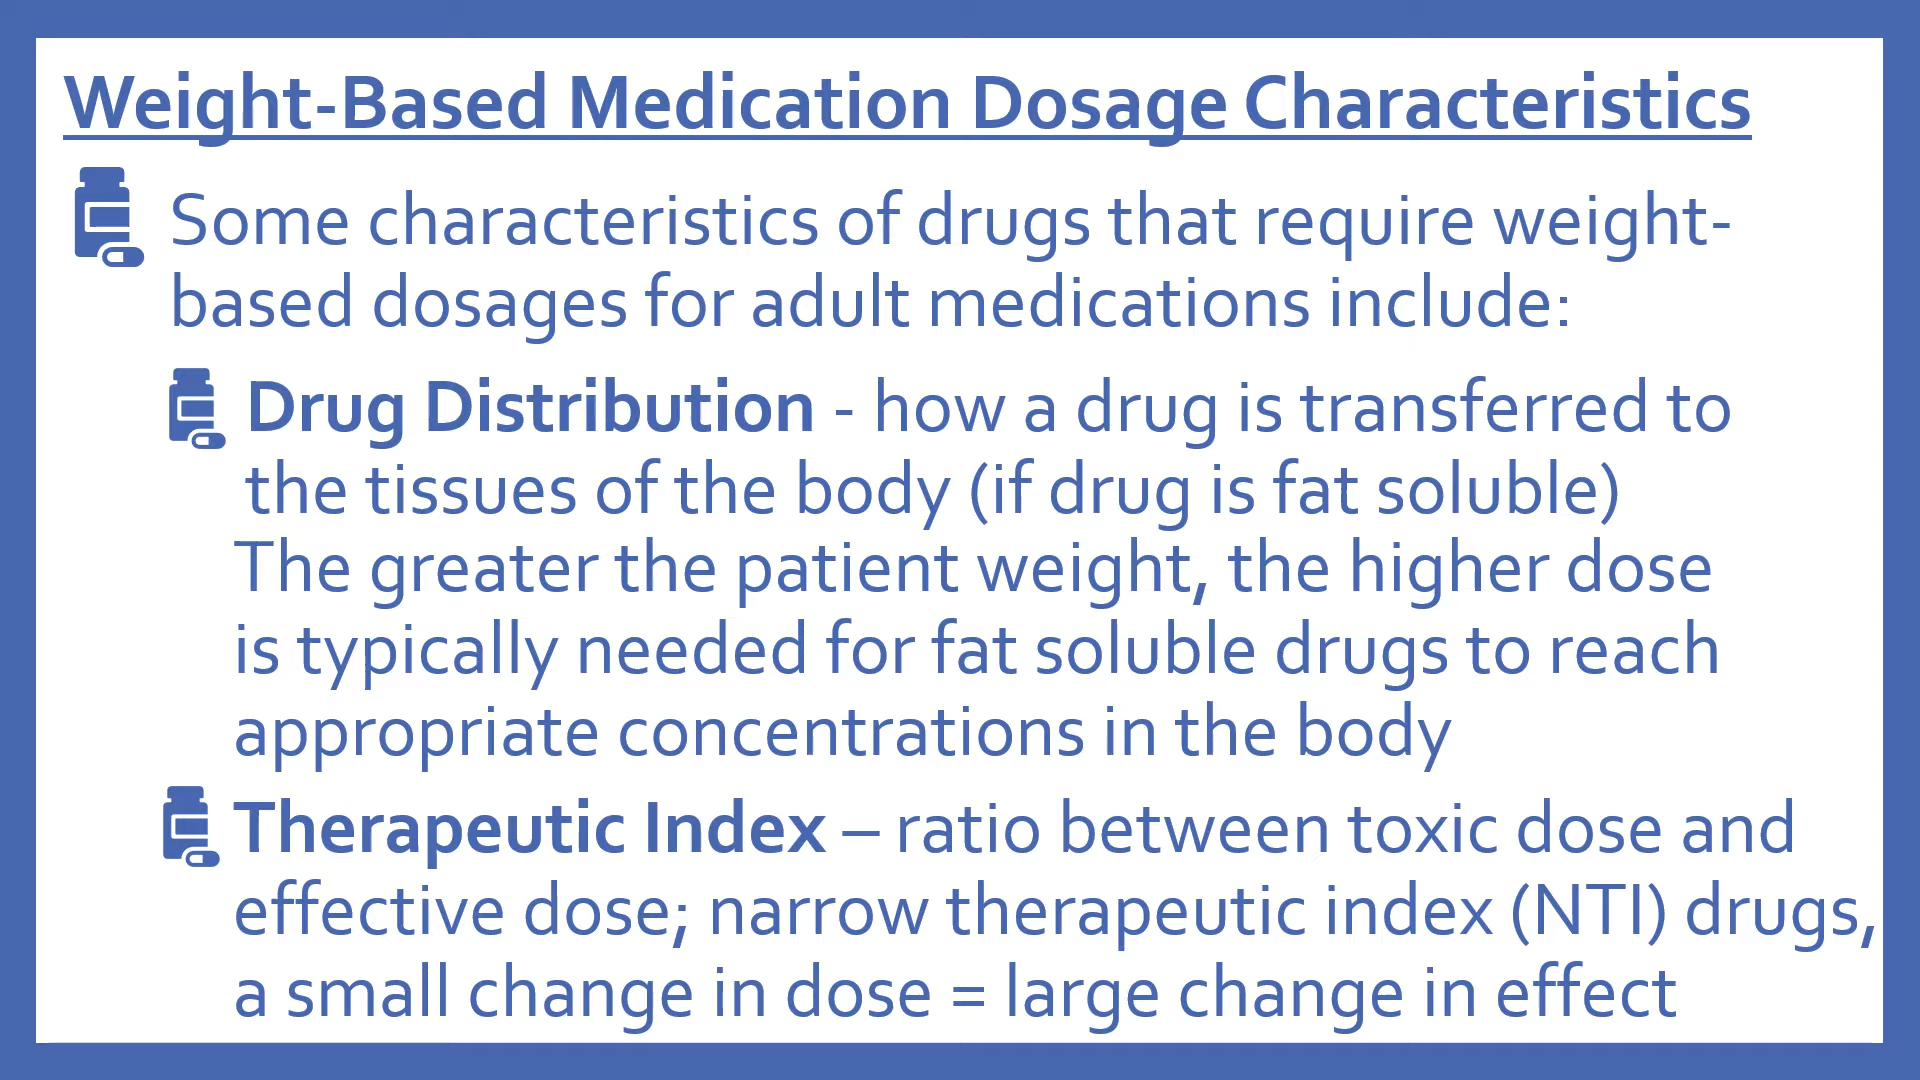 Weight-Based Medication Dosage Characteristics
Some characteristics of drugs that require weight-
based dosages for adult medications include:
Drug Distribution - how a drug is transferred to
the tissues of the body (if drug is fat soluble)
The greater the patient weight, the higher dose
is typically needed for fat soluble drugs to reach
appropriate concentrations in the body
Therapeutic Index – ratio between toxic dose and
effective dose; narrow therapeutic index (NTI) drugs,
a small change in dose = large change in effect